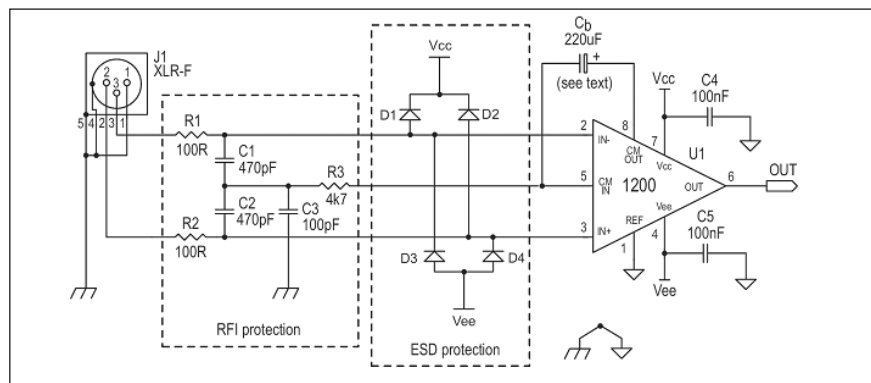 J1
XLR-F
2
1
3
5
4
2
3
1
R1
100R
C1
470pF
R3
4k7
C2
470pF
C3
100pF
R2
100R
RFI protection
Vcc
D1
D2
D3
D4
Vee
ESD protection
Cb
220uF
+
(see text)
2
IN-
8
CM
OUT
7
Vcc
Vcc
C4
100nF
U1
5
CM
IN
1200
OUT
6
OUT
3
IN+
REF
1
Vee
4
C5
100nF
Vee